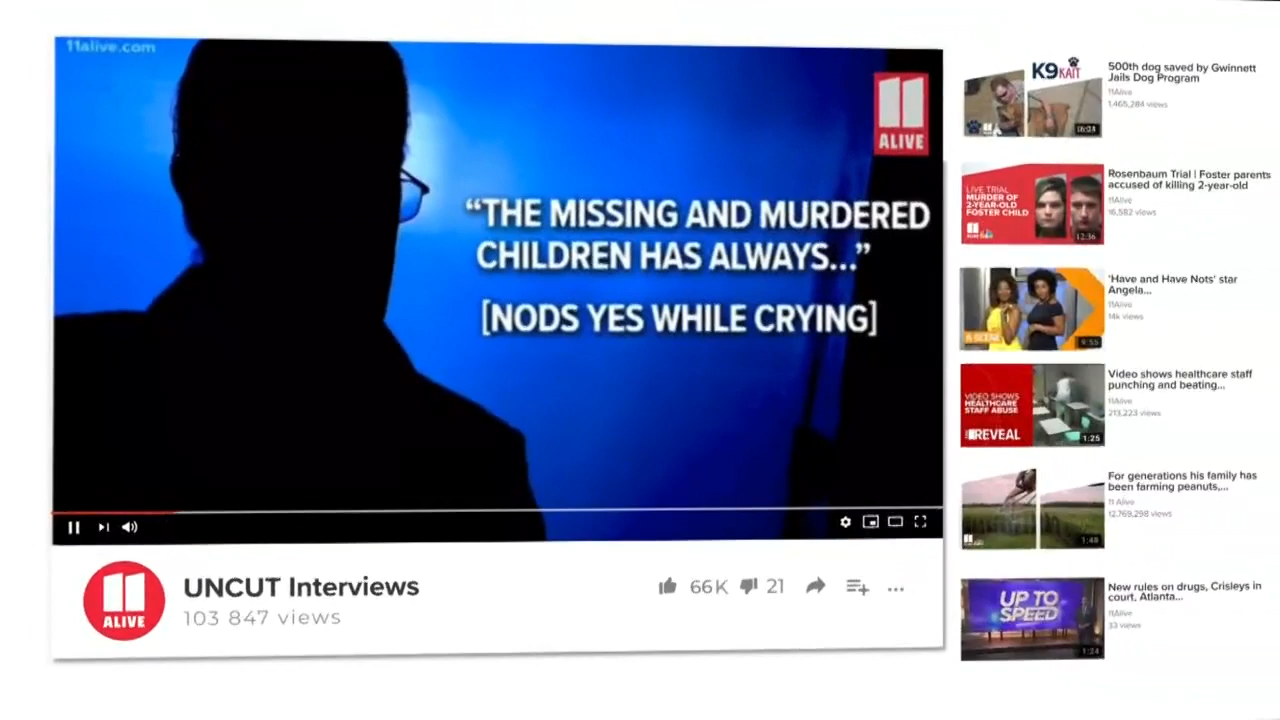 11alive.com
11
ALIVE
“THE MISSING AND MURDERED
CHILDREN HAS ALWAYS...”
[NODS YES WHILE CRYING]
11
ALIVE
UNCUT Interviews
103 847 views
66K
21
K9 KAIT
16:04
500th dog saved by Gwinnett
Jails Dog Program
11Alive
1,465,284 views
LIVE TRIAL
MURDER OF
2-YEAR-OLD
FOSTER CHILD
12:36
Rosenbaum Trial | Foster parents
accused of killing 2-year-old
11Alive
16,582 views
A-SCENE
9:55
'Have and Have Nots' star
Angela...
11Alive
14k views
VIDEO SHOWS
HEALTHCARE
STAFF ABUSE
REVEAL
1:25
Video shows healthcare staff
punching and beating...
11Alive
213,223 views
1:48
For generations his family has
been farming peanuts,...
11 Alive
12,769,298 views
UP TO
SPEED
1:24
New rules on drugs, Crisleys in
court, Atlanta...
11Alive
33 views